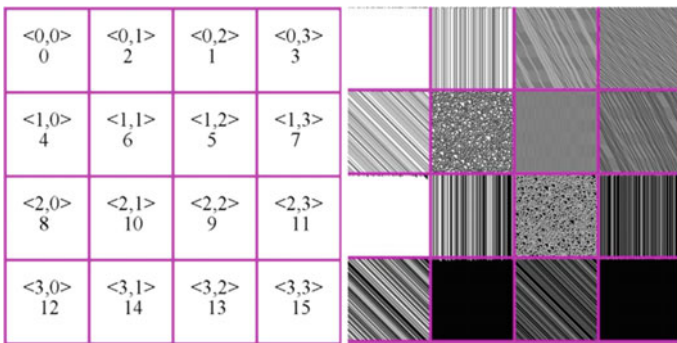 <0,0> <0,1> <0,2> <0,3>
0 2 1 3
<1,0> <1,1> <1,2> <1,3>
4 6 5 7
<2,0> <2,1> <2,2> <2,3>
8 10 9 11
<3,0> <3,1> <3,2> <3,3>
12 14 13 15